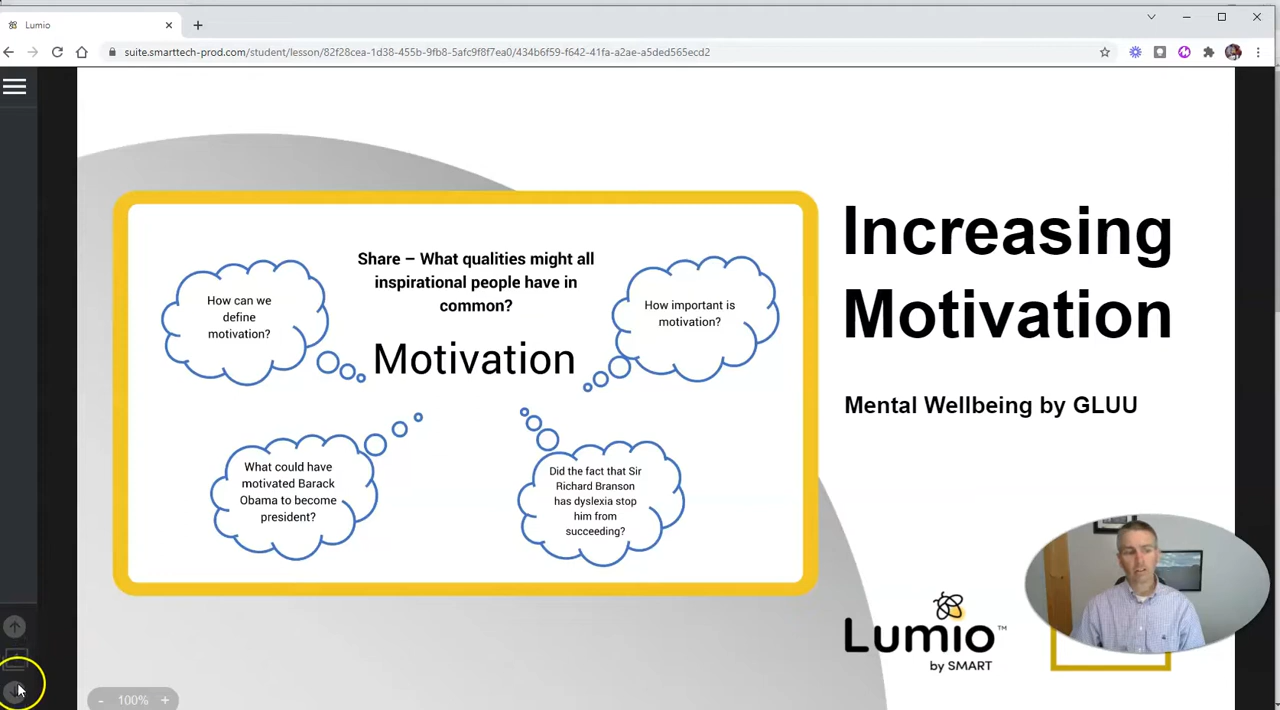 Lumio
suite.smarttech-prod.com/student/lesson/82f28cea-1d38-455b-9fb8-5afc9f8f7ea0/434b6f59-f642-41fa-a2ae-a5ded565ecd2
Share – What qualities might all
inspirational people have in
common?
How can we
define
motivation?
How important is
motivation?
Motivation
What could have
motivated Barack
Obama to become
president?
Did the fact that Sir
Richard Branson
has dyslexia stop
him from
succeeding?
Increasing
Motivation
Mental Wellbeing by GLUU
Lumio™
by SMART
- 100% +